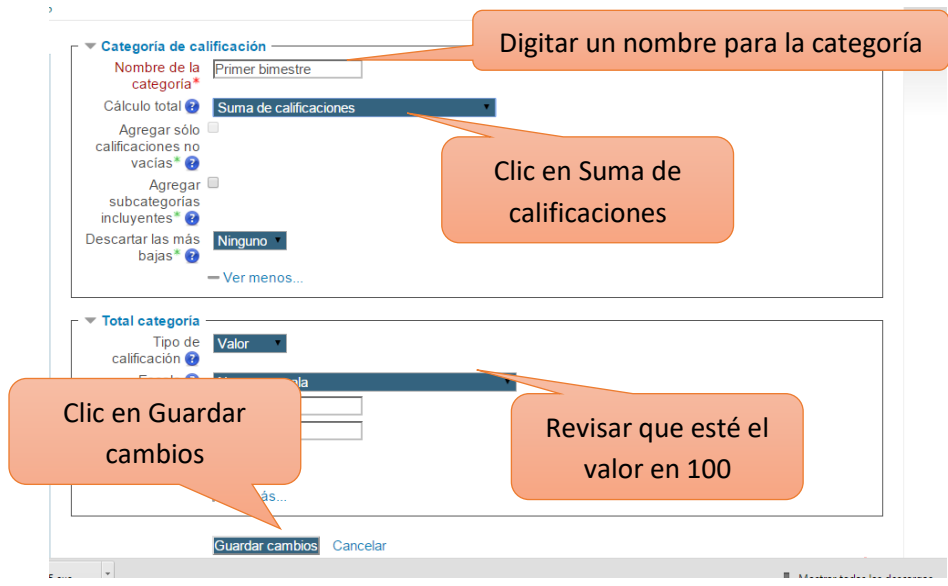 Categoría de calificación
Digitar un nombre para la categoría
Nombre de la
categoría*
Primer bimestre
Cálculo total
Suma de calificaciones
Agregar sólo
calificaciones no
vacías*
Clic en Suma de
calificaciones
Agregar
subcategorías
incluyentes*
Descartar las más
bajas*
Ninguno
Ver menos...
Total categoría
Tipo de
calificación
Valor
Clic en Guardar
cambios
Revisar que esté el
valor en 100
Guardar cambios Cancelar